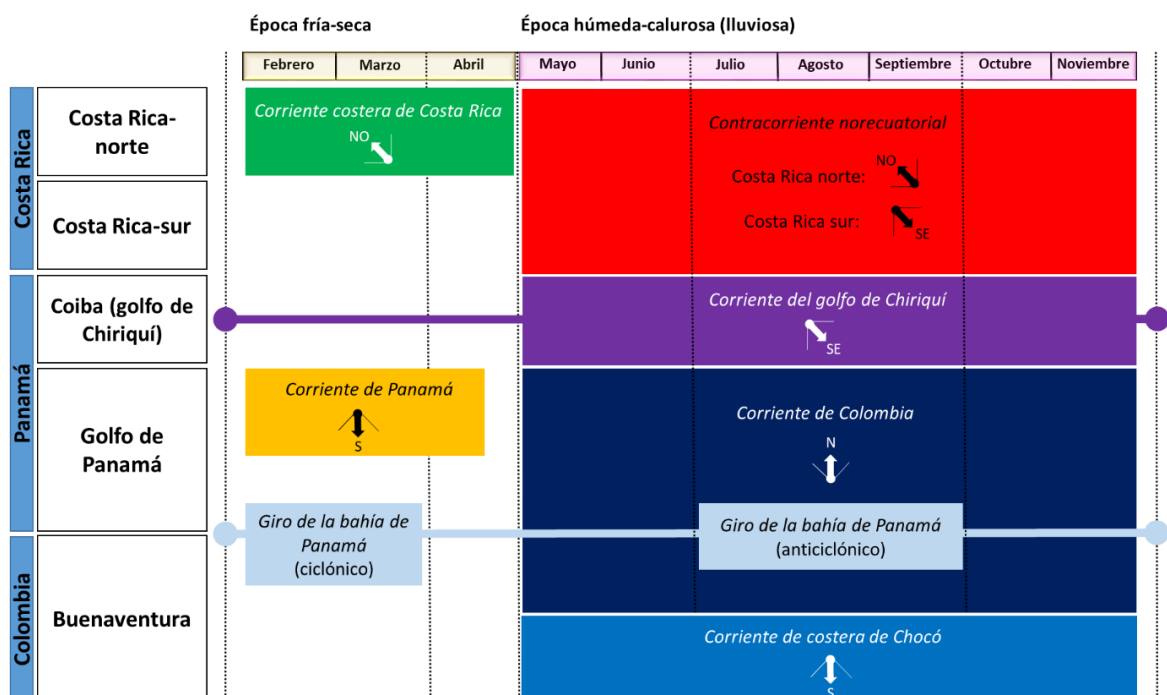 Época fría-seca
Época húmeda-calurosa (lluviosa)
Febrero
Marzo
Abril
Mayo
Junio
Julio
Agosto
Septiembre
Octubre
Noviembre
Costa Rica
Costa Rica-
norte
Corriente costera de Costa Rica
NO
Contracorriente norecuatorial
Costa Rica norte:
NO
Costa Rica sur:
SE
Costa Rica-sur
Panamá
Coiba (golfo de
Chiriquí)
Corriente del golfo de Chiriquí
SE
Golfo de
Panamá
Corriente de Panamá
S
Corriente de Colombia
N
Giro de la bahía de
Panamá
(ciclónico)
Giro de la bahía de Panamá
(anticiclónico)
Colombia
Buenaventura
Corriente de costera de Chocó
S